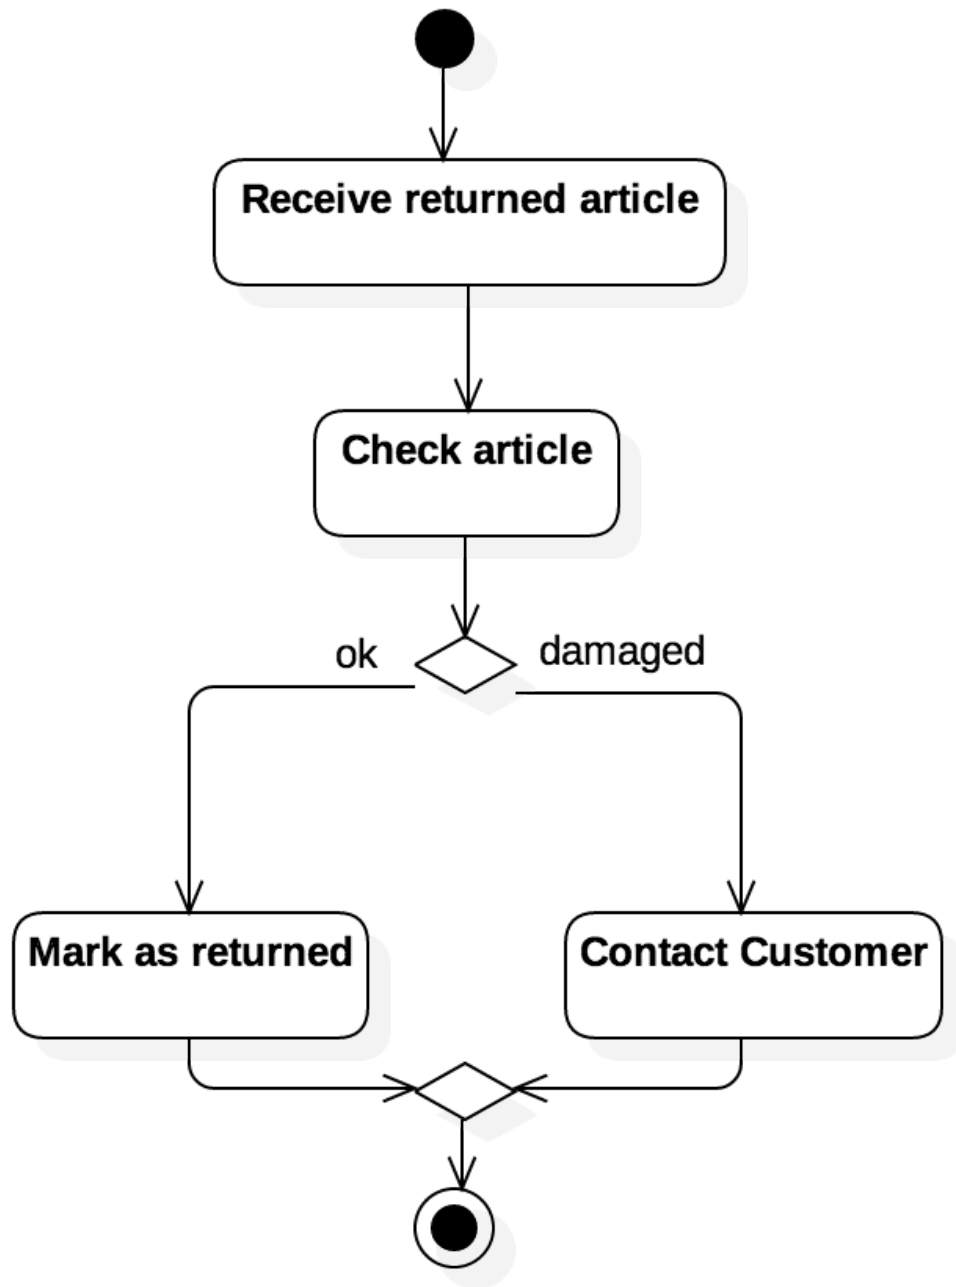 Receive returned article
Check article
ok
damaged
Mark as returned
Contact Customer